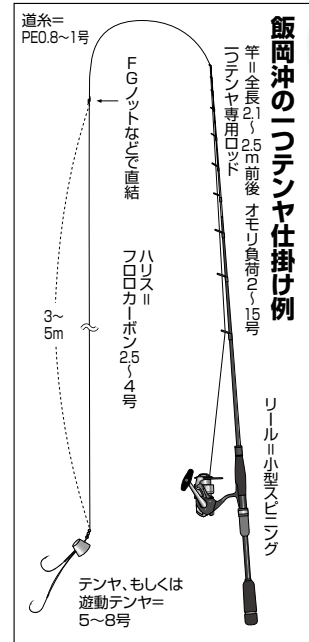 飯岡沖の一つテンヤ仕掛け例
竿＝全長2.1～2.5m前後 オモリ負荷2～15号
一つテンヤ専用ロッド
リール＝小型スピニング
道糸＝
PE0.8～1号
FGノットなどで直結
ハリス＝
フロロカーボン2.5～4号
3～
5m
テンヤ、もしくは
遊動テンヤ＝
5～8号